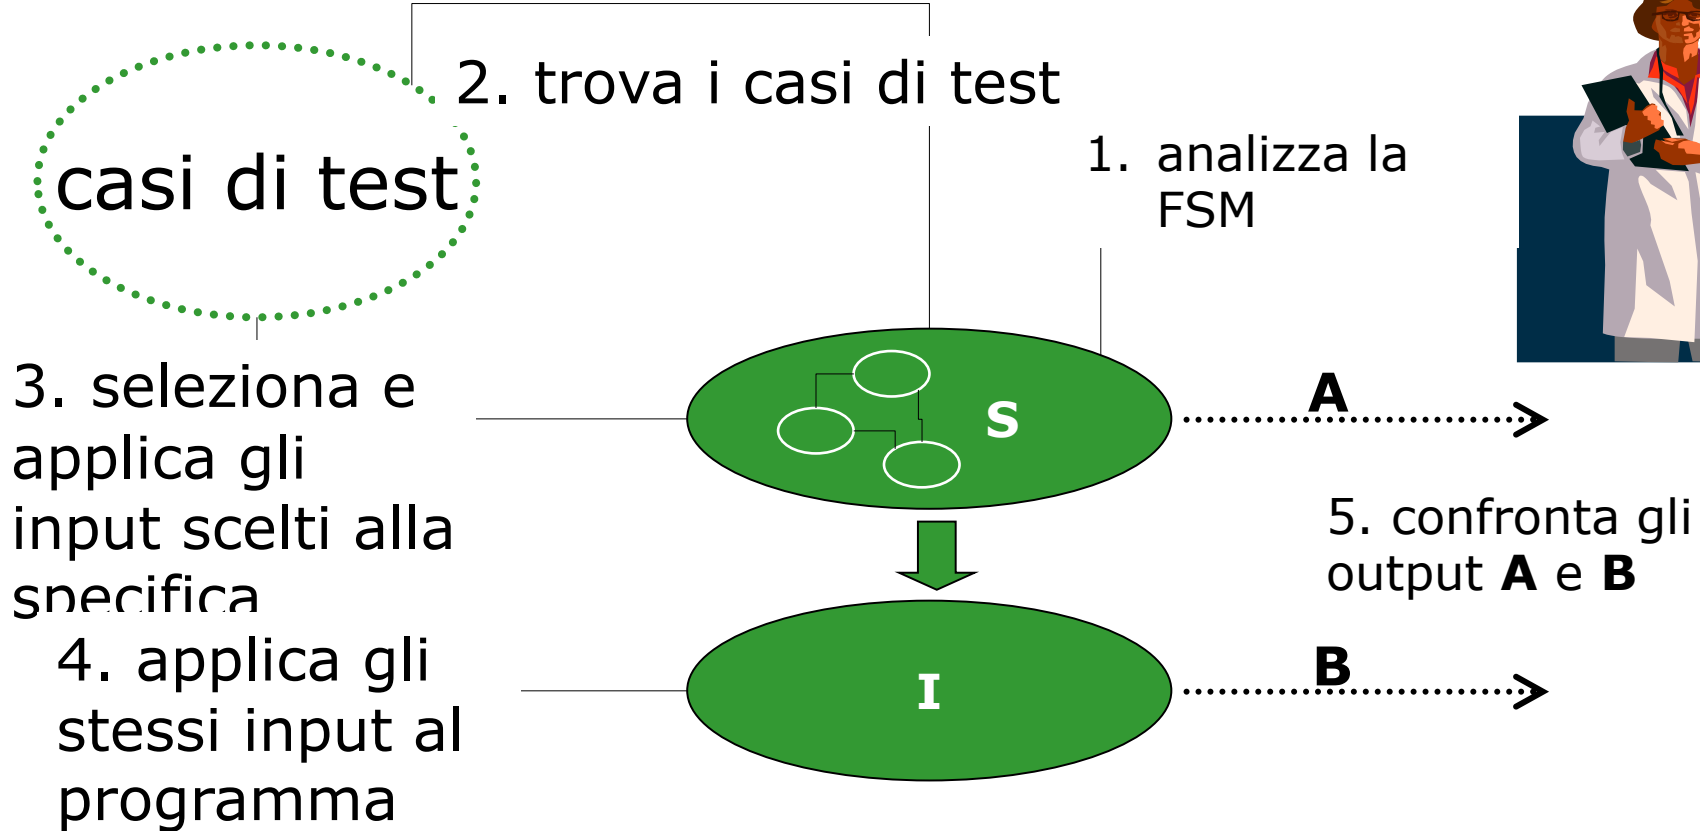 2. trova i casi di test
casi di test
1. analizza la
FSM
3. seleziona e
applica gli
input scelti alla
specifica
S
A
5. confronta gli
output A e B
4. applica gli
stessi input al
programma
I
B